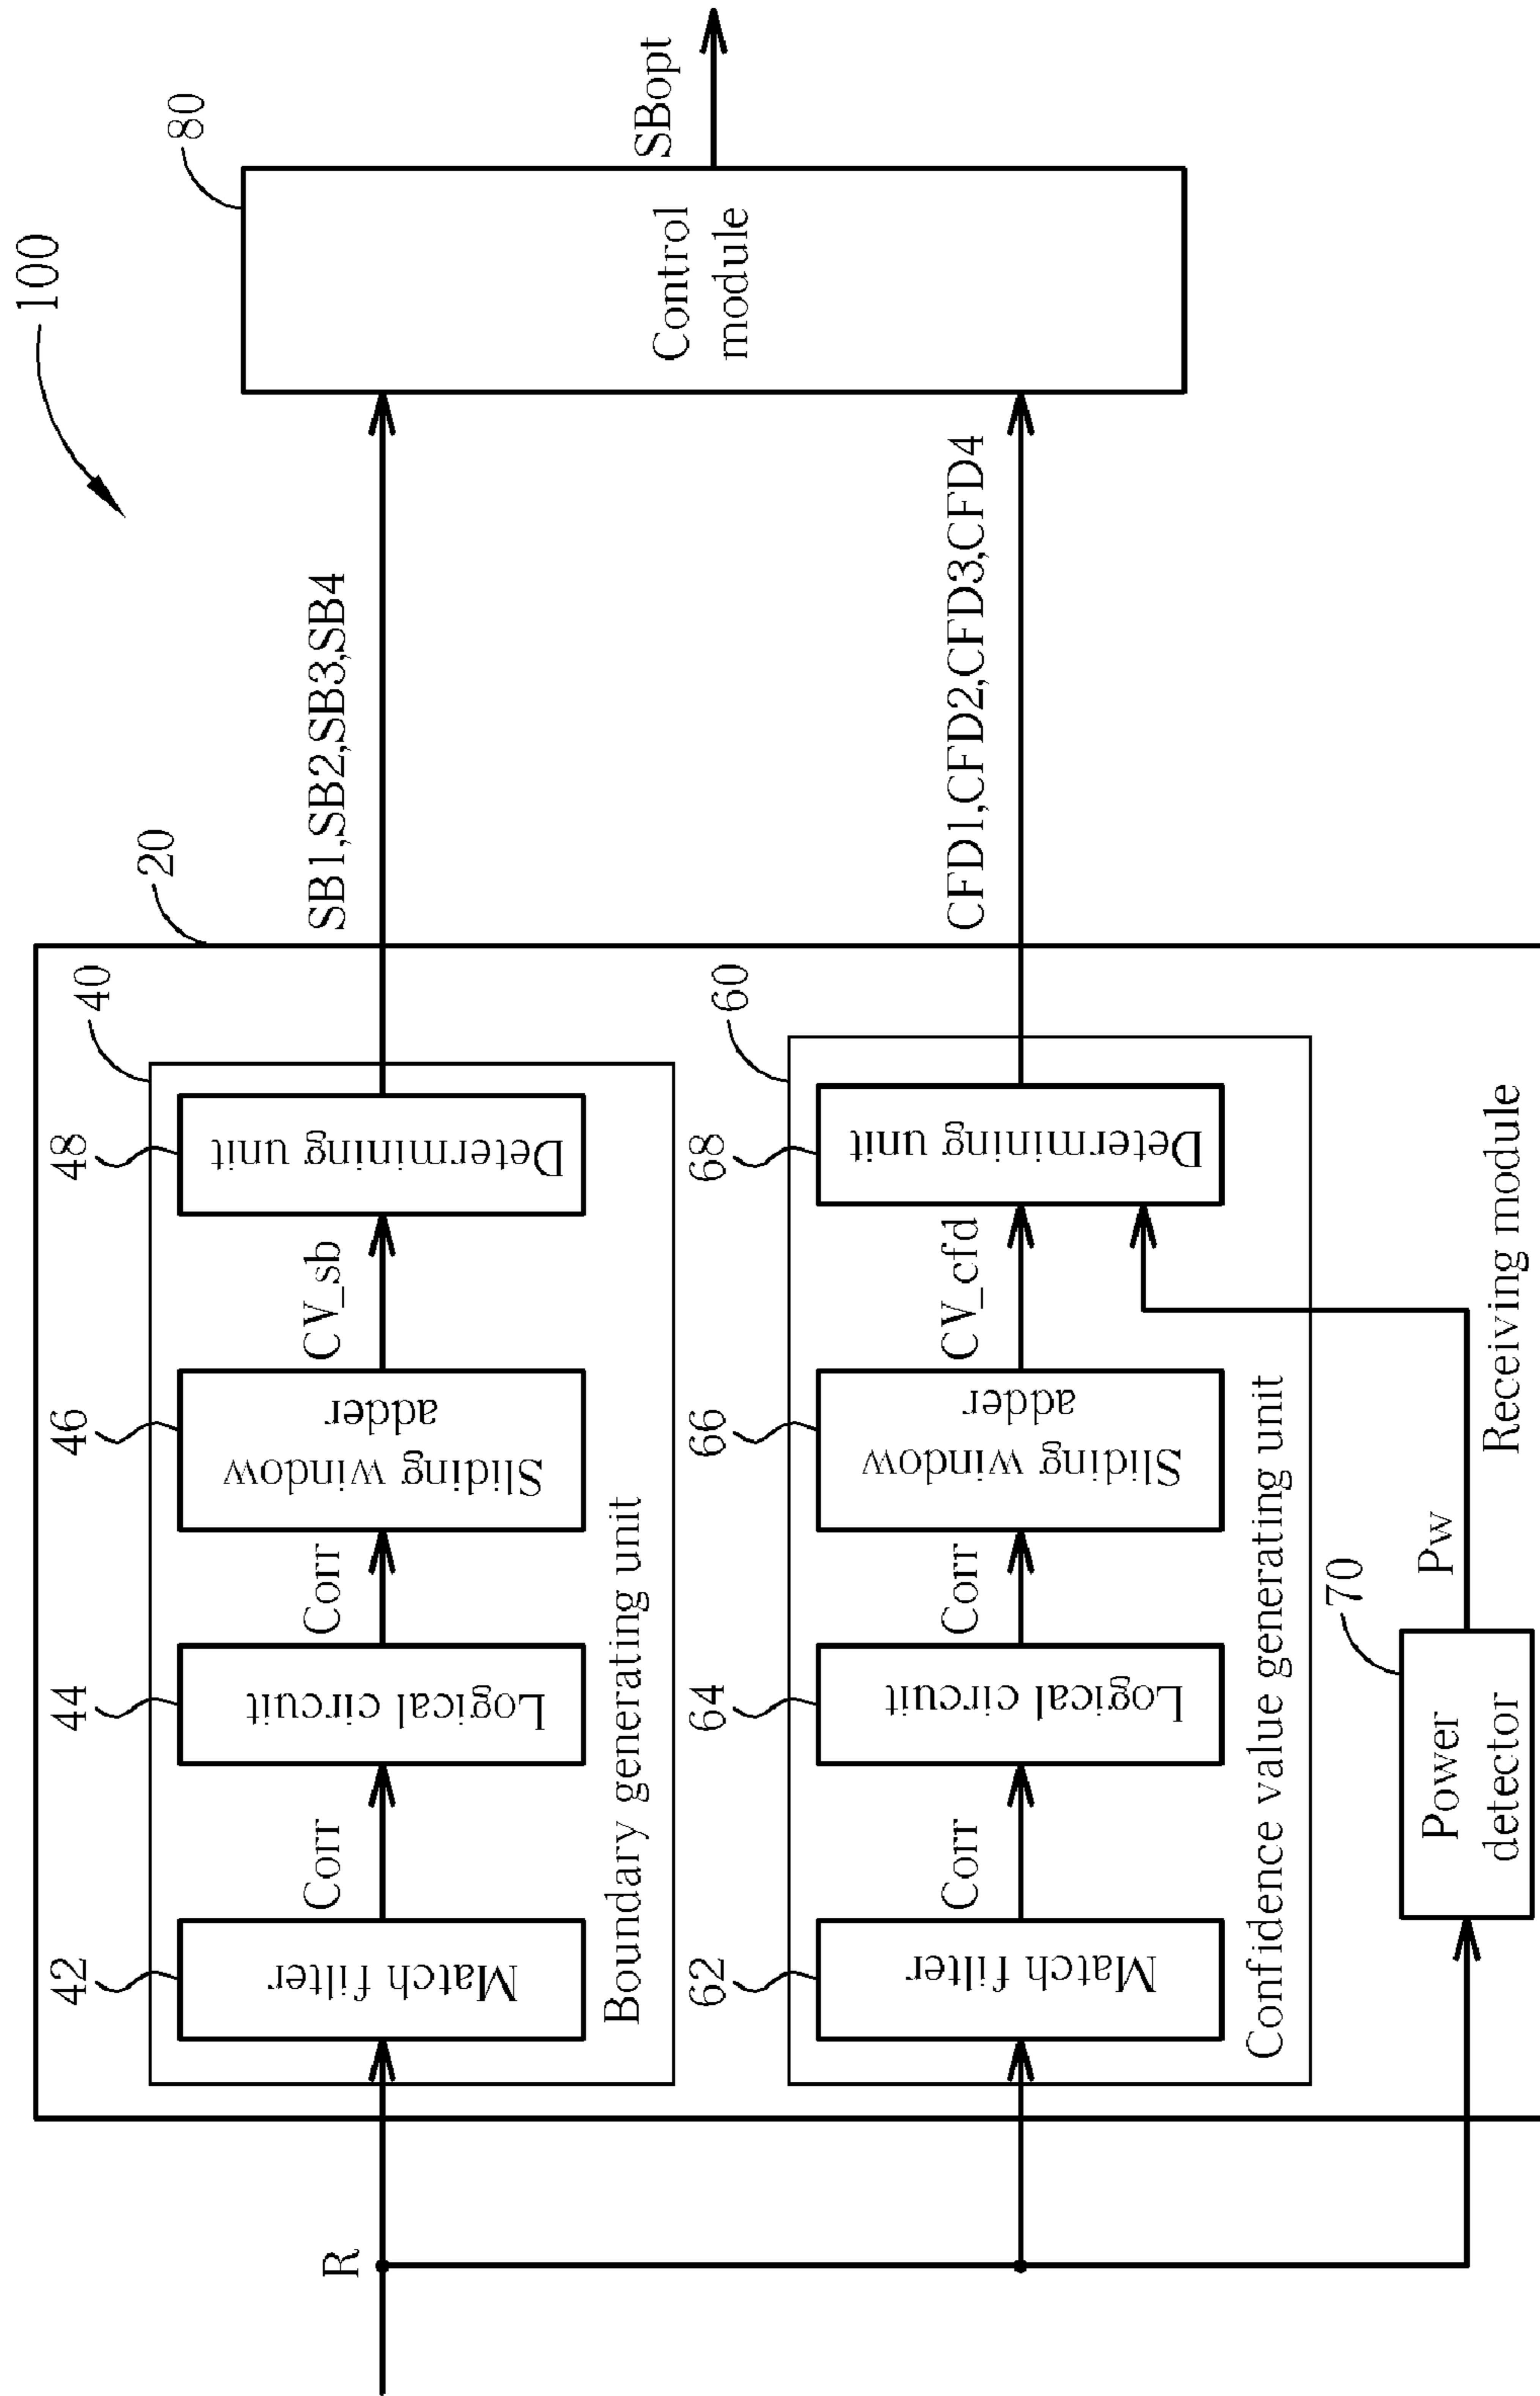 100
20
80
40
42
44
46
48
R
Match filter
Corr
Logical circuit
Corr
Sliding window
adder
CV_sb
Determining unit
SB1,SB2,SB3,SB4
Boundary generating unit
Control
module
SBopt
60
62
64
66
68
Match filter
Corr
Logical circuit
Corr
Sliding window
adder
CV_cfd
Determining unit
CFD1,CFD2,CFD3,CFD4
Confidence value generating unit
70
Power
detector
Pw
Receiving module